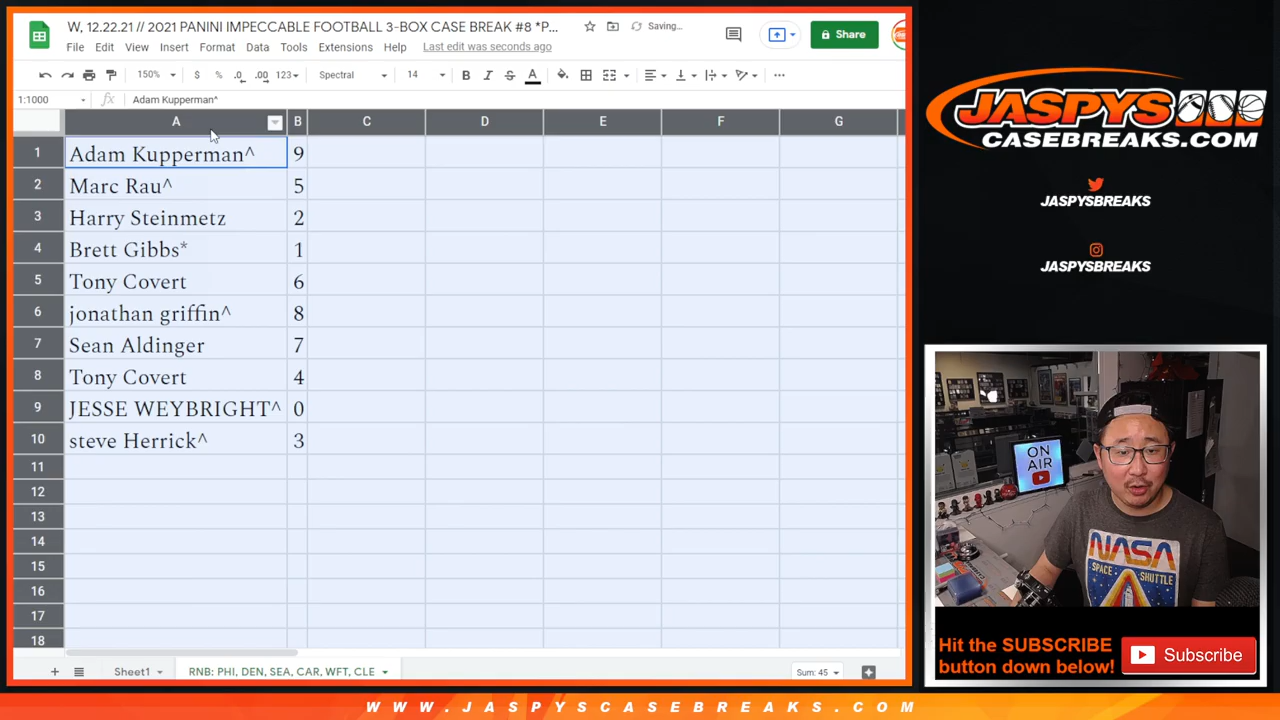 W, 12.22.21 // 2021 PANINI IMPECCABLE FOOTBALL 3-BOX CASE BREAK #8 *P...
Saving...
Share
File Edit View Insert Format Data Tools Extensions Help Last edit was seconds ago
150% $ % .0 .00 123 Spectral 14 B I S A
1:1000 fx Adam Kupperman^
A B C D E F G
1 Adam Kupperman^ 9
2 Marc Rau^ 5
3 Harry Steinmetz 2
4 Brett Gibbs* 1
5 Tony Covert 6
6 jonathan griffin^ 8
7 Sean Aldinger 7
8 Tony Covert 4
9 JESSE WEYBRIGHT^ 0
10 steve Herrick^ 3
11
12
13
14
15
16
17
18
Sheet1 RNB: PHI, DEN, SEA, CAR, WFT, CLE Sum: 45
JASPYS
CASEBREAKS.COM
JASPYSBREAKS
JASPYSBREAKS
ON
AIR
NASA
SPACE SHUTTLE
Hit the SUBSCRIBE
button down below!
Subscribe
WWW.JASPYSCASEBREAKS.COM